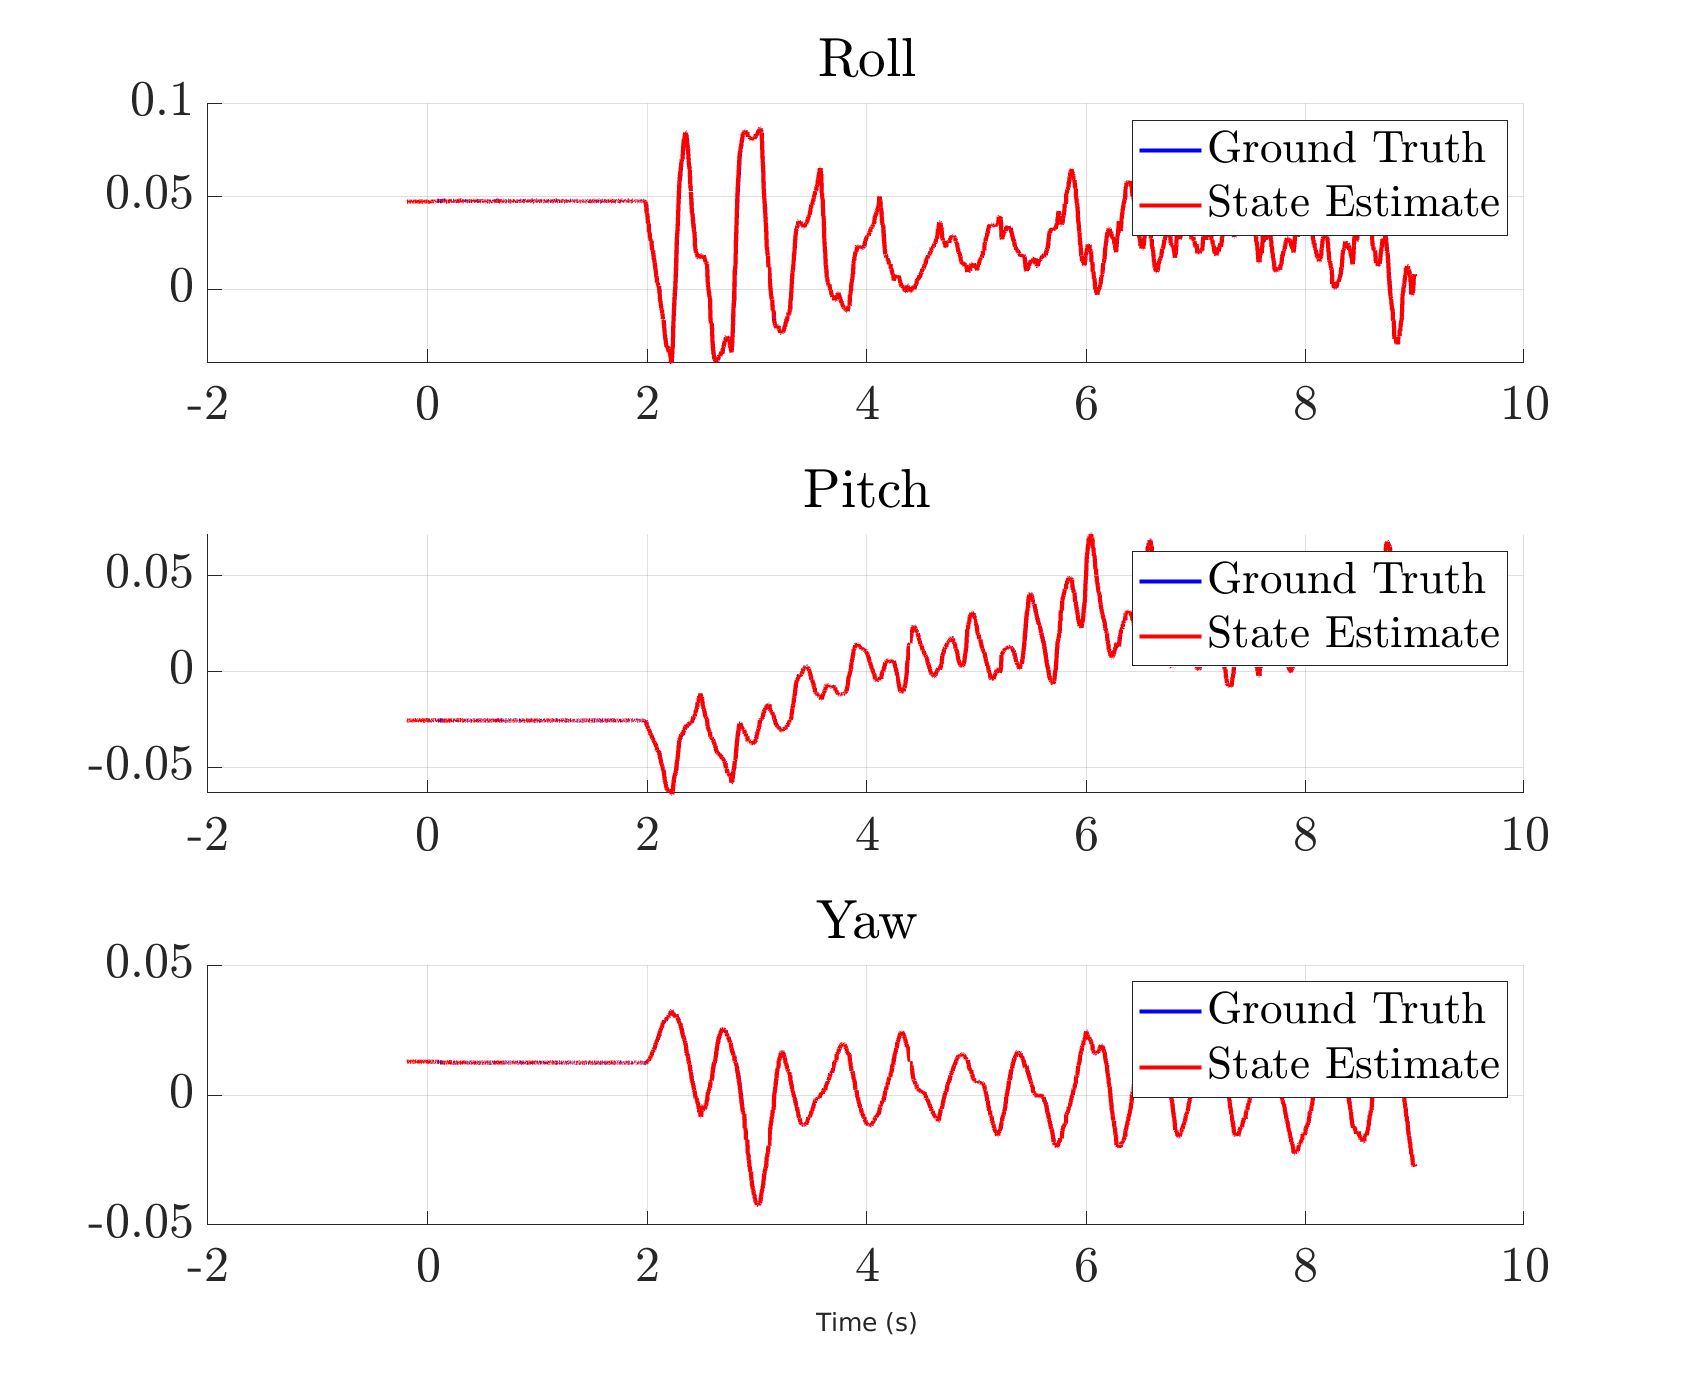 Roll
0.1
0.05
0
Ground Truth
State Estimate
-2 0 2 4 6 8 10
Pitch
0.05
0
-0.05
Ground Truth
State Estimate
-2 0 2 4 6 8 10
Yaw
0.05
0
-0.05
Ground Truth
State Estimate
-2 0 2 4 6 8 10
Time (s)